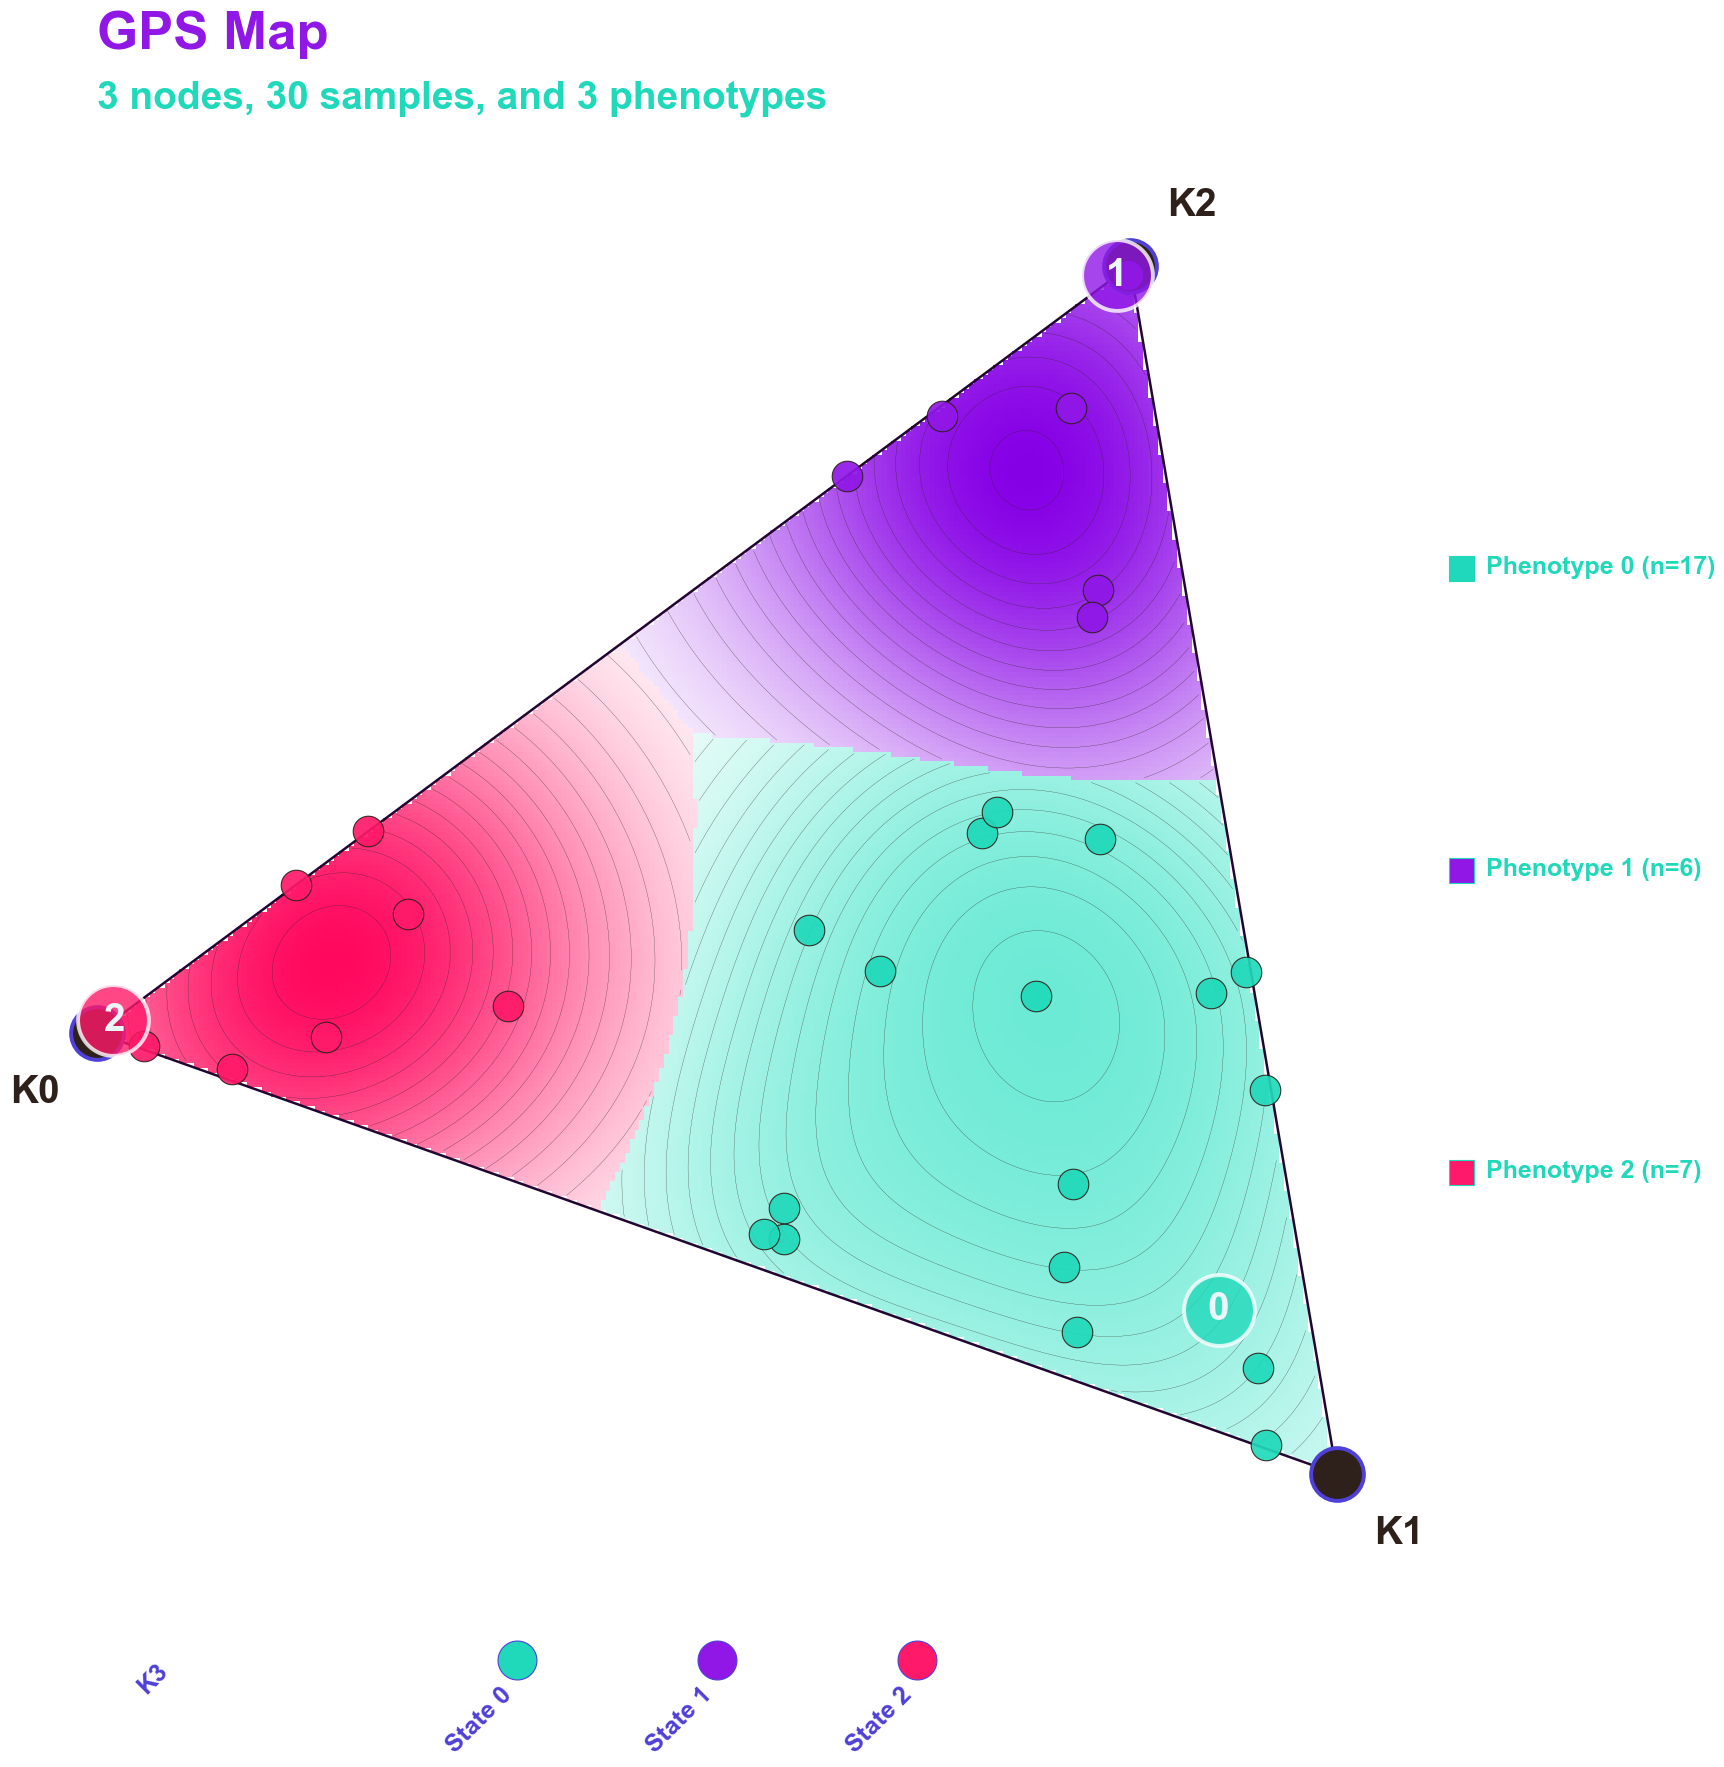 GPS Map
3 nodes, 30 samples, and 3 phenotypes
K2
1
Phenotype 0 (n=17)
Phenotype 1 (n=6)
2
K0
Phenotype 2 (n=7)
0
K1
K3
State 0
State 1
State 2